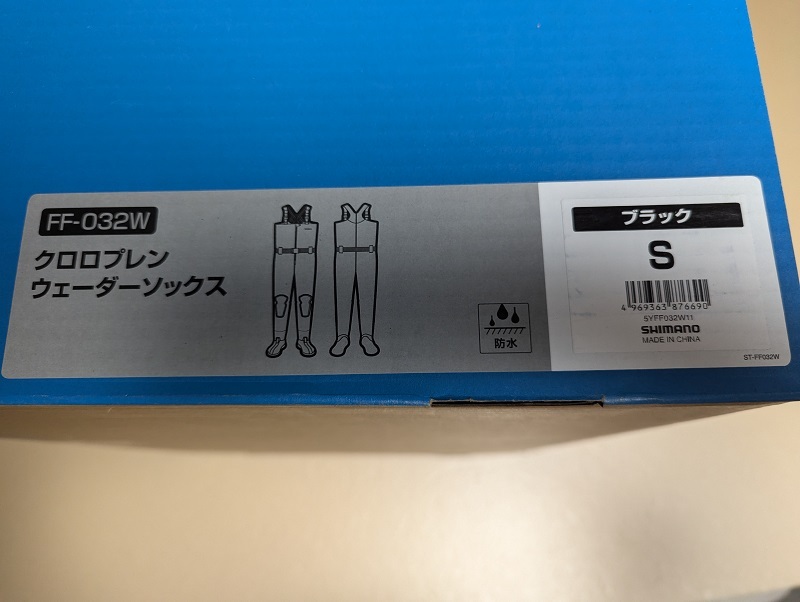 FF-032W
クロロプレン
ウェーダーソックス
防水
ブラック
S
4 969363 876690
5YFF032W11
SHIMANO
MADE IN CHINA
ST-FF032W